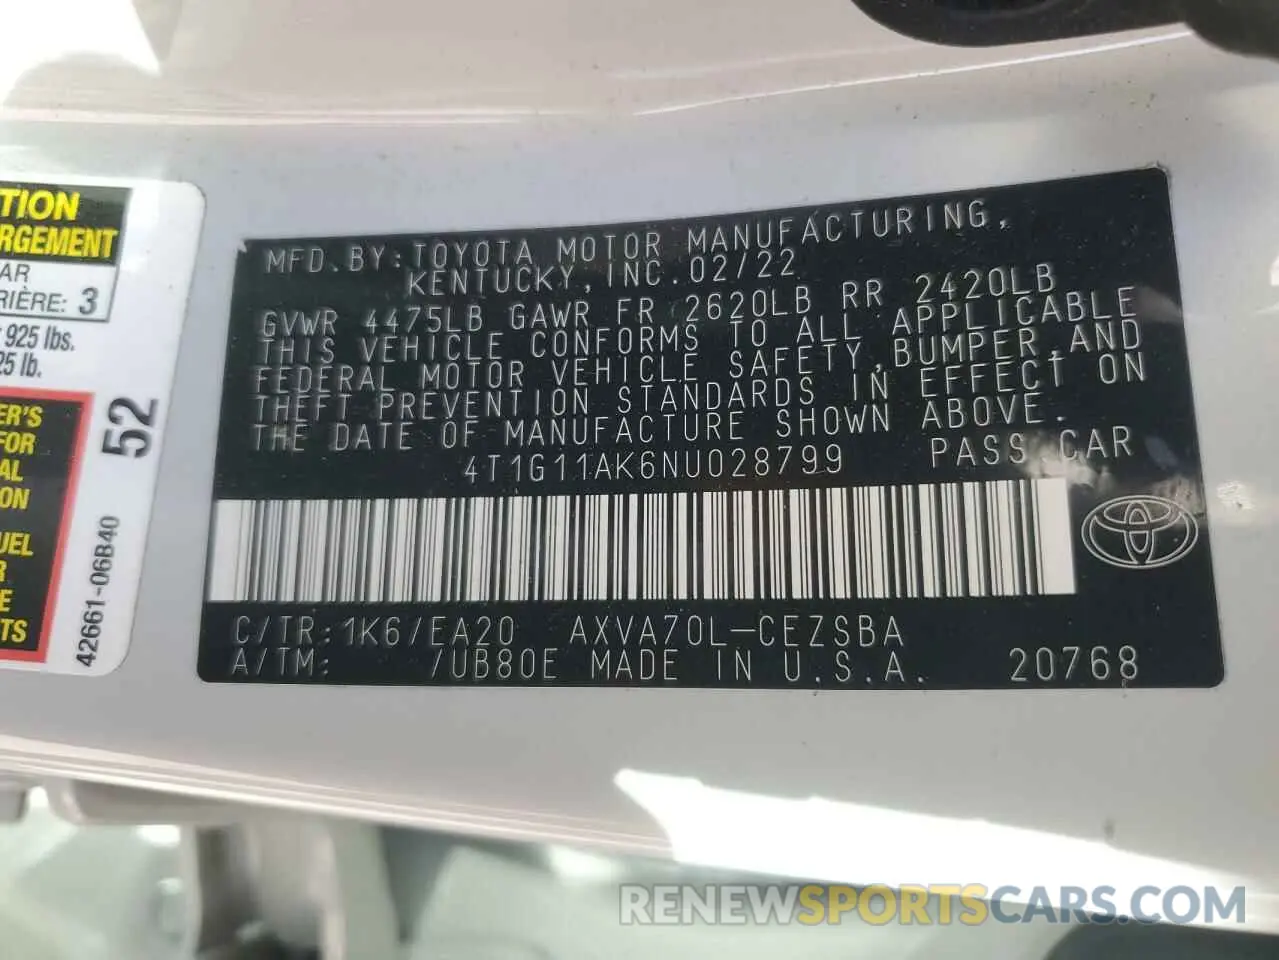 TION
RGEMENT
AR
RIÈRE: 3
925 lbs.
25 lb.
ER'S
FOR
AL
ION
UEL
R
E
TS
52
42661-06B40
MFD. BY: TOYOTA MOTOR MANUFACTURING,
KENTUCKY, INC. 02/22
GVWR 4475LB GAWR FR 2620LB RR 2420LB
THIS VEHICLE CONFORMS TO ALL APPLICABLE
FEDERAL MOTOR VEHICLE SAFETY, BUMPER, AND
THEFT PREVENTION STANDARDS IN EFFECT ON
THE DATE OF MANUFACTURE SHOWN ABOVE.
4T1G11AK6NU028799 PASS CAR
C/TR: 1K6/EA20 AXVA70L-CEZSBA
A/TM: /UB80E MADE IN U.S.A. 20768
RENEWSPORTSCARS.COM